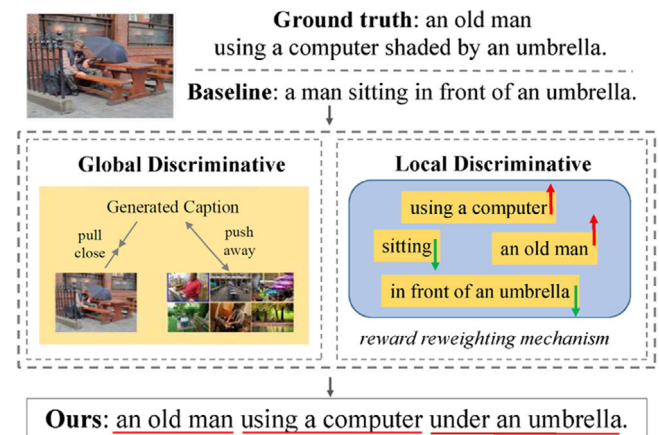 Ground truth: an old man
using a computer shaded by an umbrella.
Baseline: a man sitting in front of an umbrella.
Global Discriminative
Generated Caption
pull
close
push
away
Local Discriminative
using a computer
sitting
an old man
in front of an umbrella
reward reweighting mechanism
Ours: an old man using a computer under an umbrella.